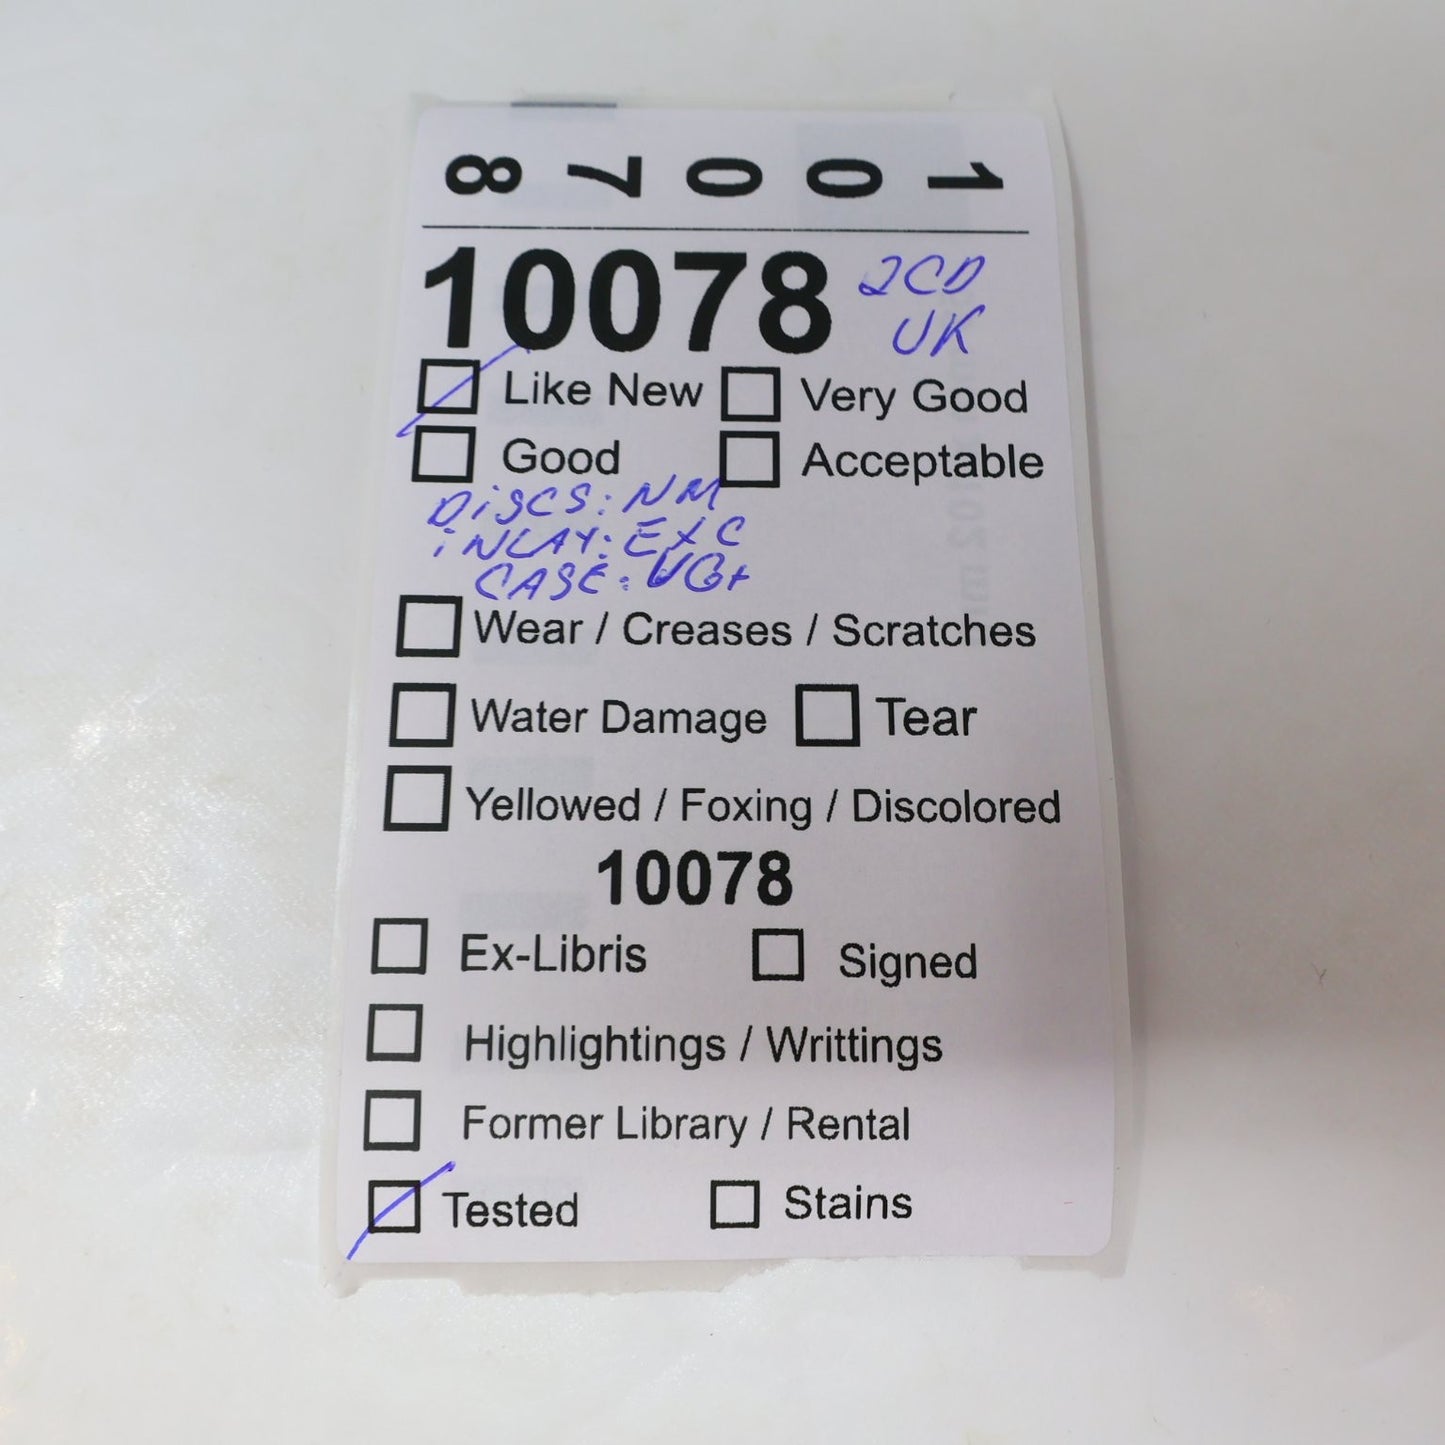 10078
10078 2CD
UK
Like New Very Good
Good Acceptable
DiSCS: NM
iNLAY: EXC
CASE: VG+
Wear / Creases / Scratches
Water Damage Tear
Yellowed / Foxing / Discolored
10078
Ex-Libris Signed
Highlightings / Writtings
Former Library / Rental
Tested Stains